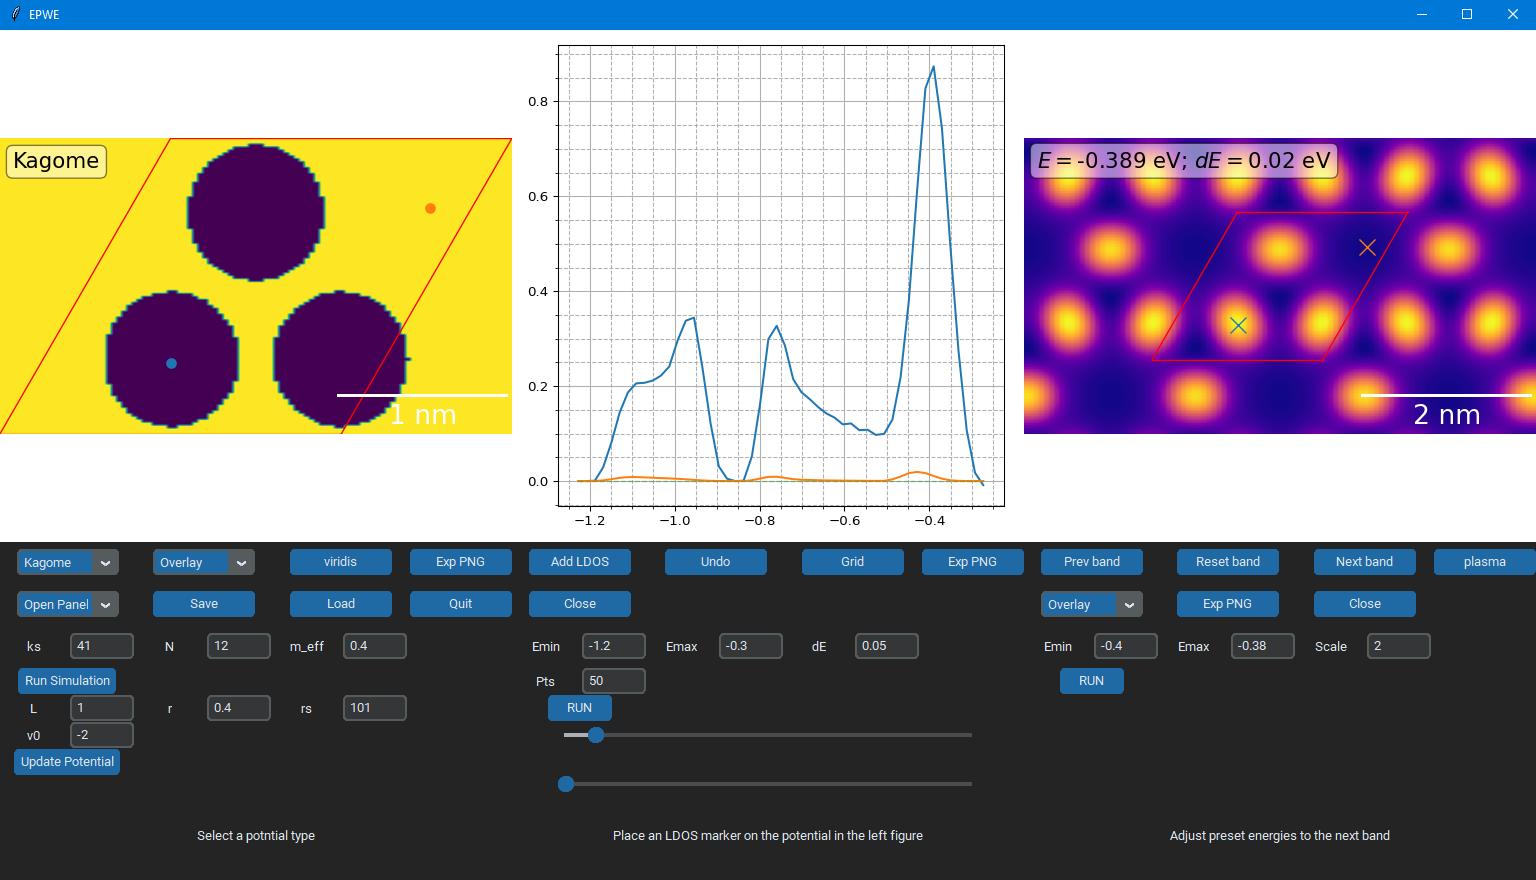 EPWE
Kagome
1 nm
0.8
0.6
0.4
0.2
0.0
−1.2 −1.0 −0.8 −0.6 −0.4
E = -0.389 eV; dE = 0.02 eV
2 nm
Kagome Overlay viridis Exp PNG Add LDOS Undo Grid Exp PNG Prev band Reset band Next band plasma
Open Panel Save Load Quit Close Overlay Exp PNG Close
ks 41 N 12 m_eff 0.4 Emin -1.2 Emax -0.3 dE 0.05 Emin -0.4 Emax -0.38 Scale 2
Run Simulation Pts 50 RUN
L 1 r 0.4 rs 101 RUN
v0 -2
Update Potential
Select a potntial type Place an LDOS marker on the potential in the left figure Adjust preset energies to the next band